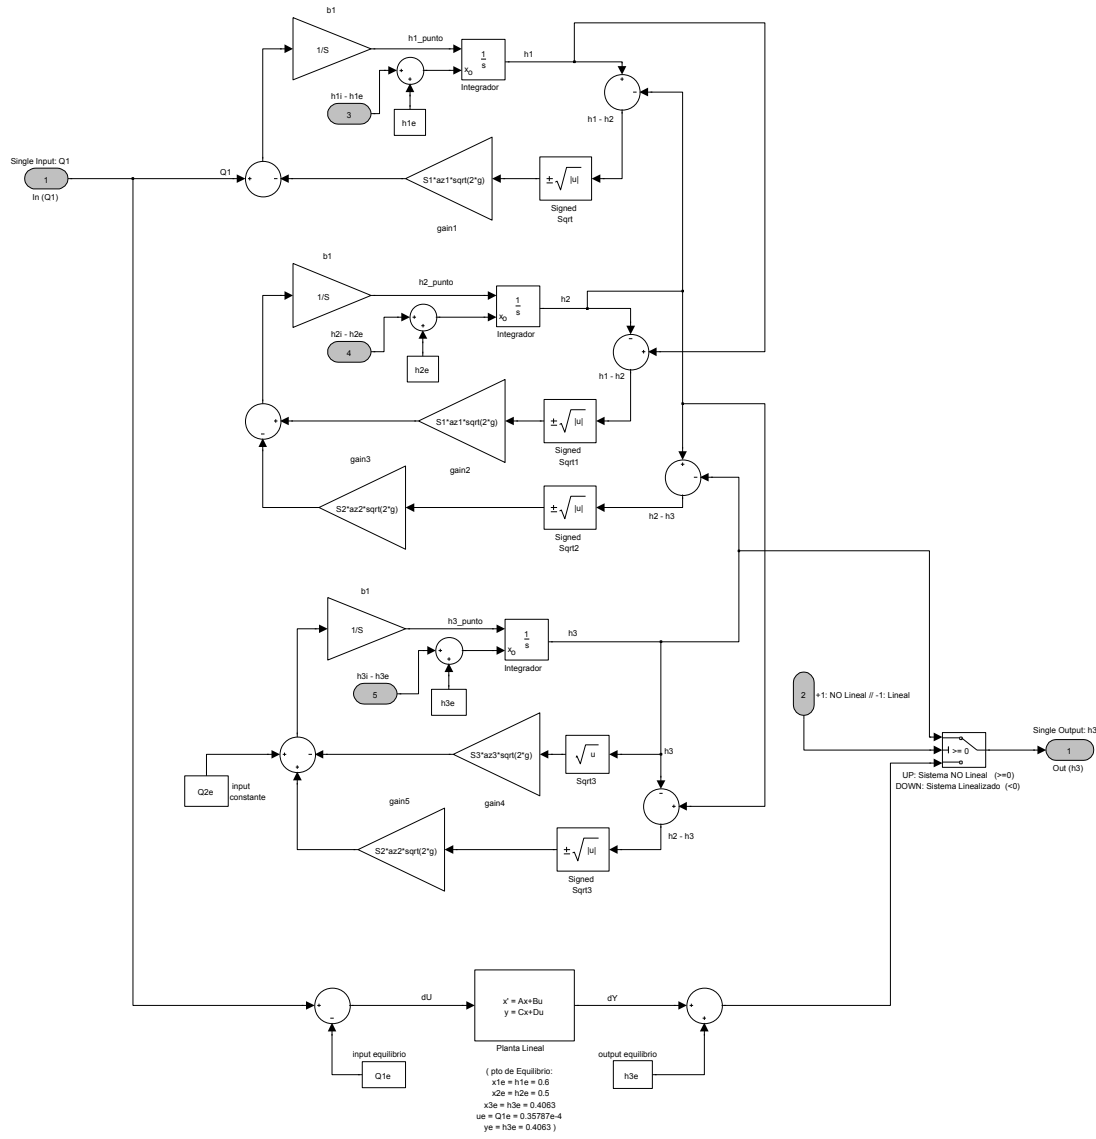 b1
1/S
h1_punto
1
s
xo
Integrador
h1
h1i - h1e
3
h1e
h1 - h2
Single Input: Q1
1
In (Q1)
Q1
S1*az1*sqrt(2*g)
gain1
± √|u|
Signed
Sqrt
b1
1/S
h2_punto
1
s
xo
Integrador
h2
h2i - h2e
4
h2e
h1 - h2
S1*az1*sqrt(2*g)
gain2
± √|u|
Signed
Sqrt1
gain3
S2*az2*sqrt(2*g)
± √|u|
Signed
Sqrt2
h2 - h3
b1
1/S
h3_punto
1
s
xo
Integrador
h3
h3i - h3e
5
h3e
2
+1: NO Lineal // -1: Lineal
Single Output: h3
>= 0
1
Out (h3)
UP: Sistema NO Lineal (>=0)
DOWN: Sistema Linealizado (<0)
S3*az3*sqrt(2*g)
gain4
√u
Sqrt3
h3
Q2e
input
constante
gain5
S2*az2*sqrt(2*g)
± √|u|
Signed
Sqrt3
h2 - h3
dU
x' = Ax+Bu
y = Cx+Du
Planta Lineal
dY
input equilibrio
Q1e
output equilibrio
h3e
( pto de Equilibrio:
x1e = h1e = 0.6
x2e = h2e = 0.5
x3e = h3e = 0.4063
ue = Q1e = 0.35787e-4
ye = h3e = 0.4063 )